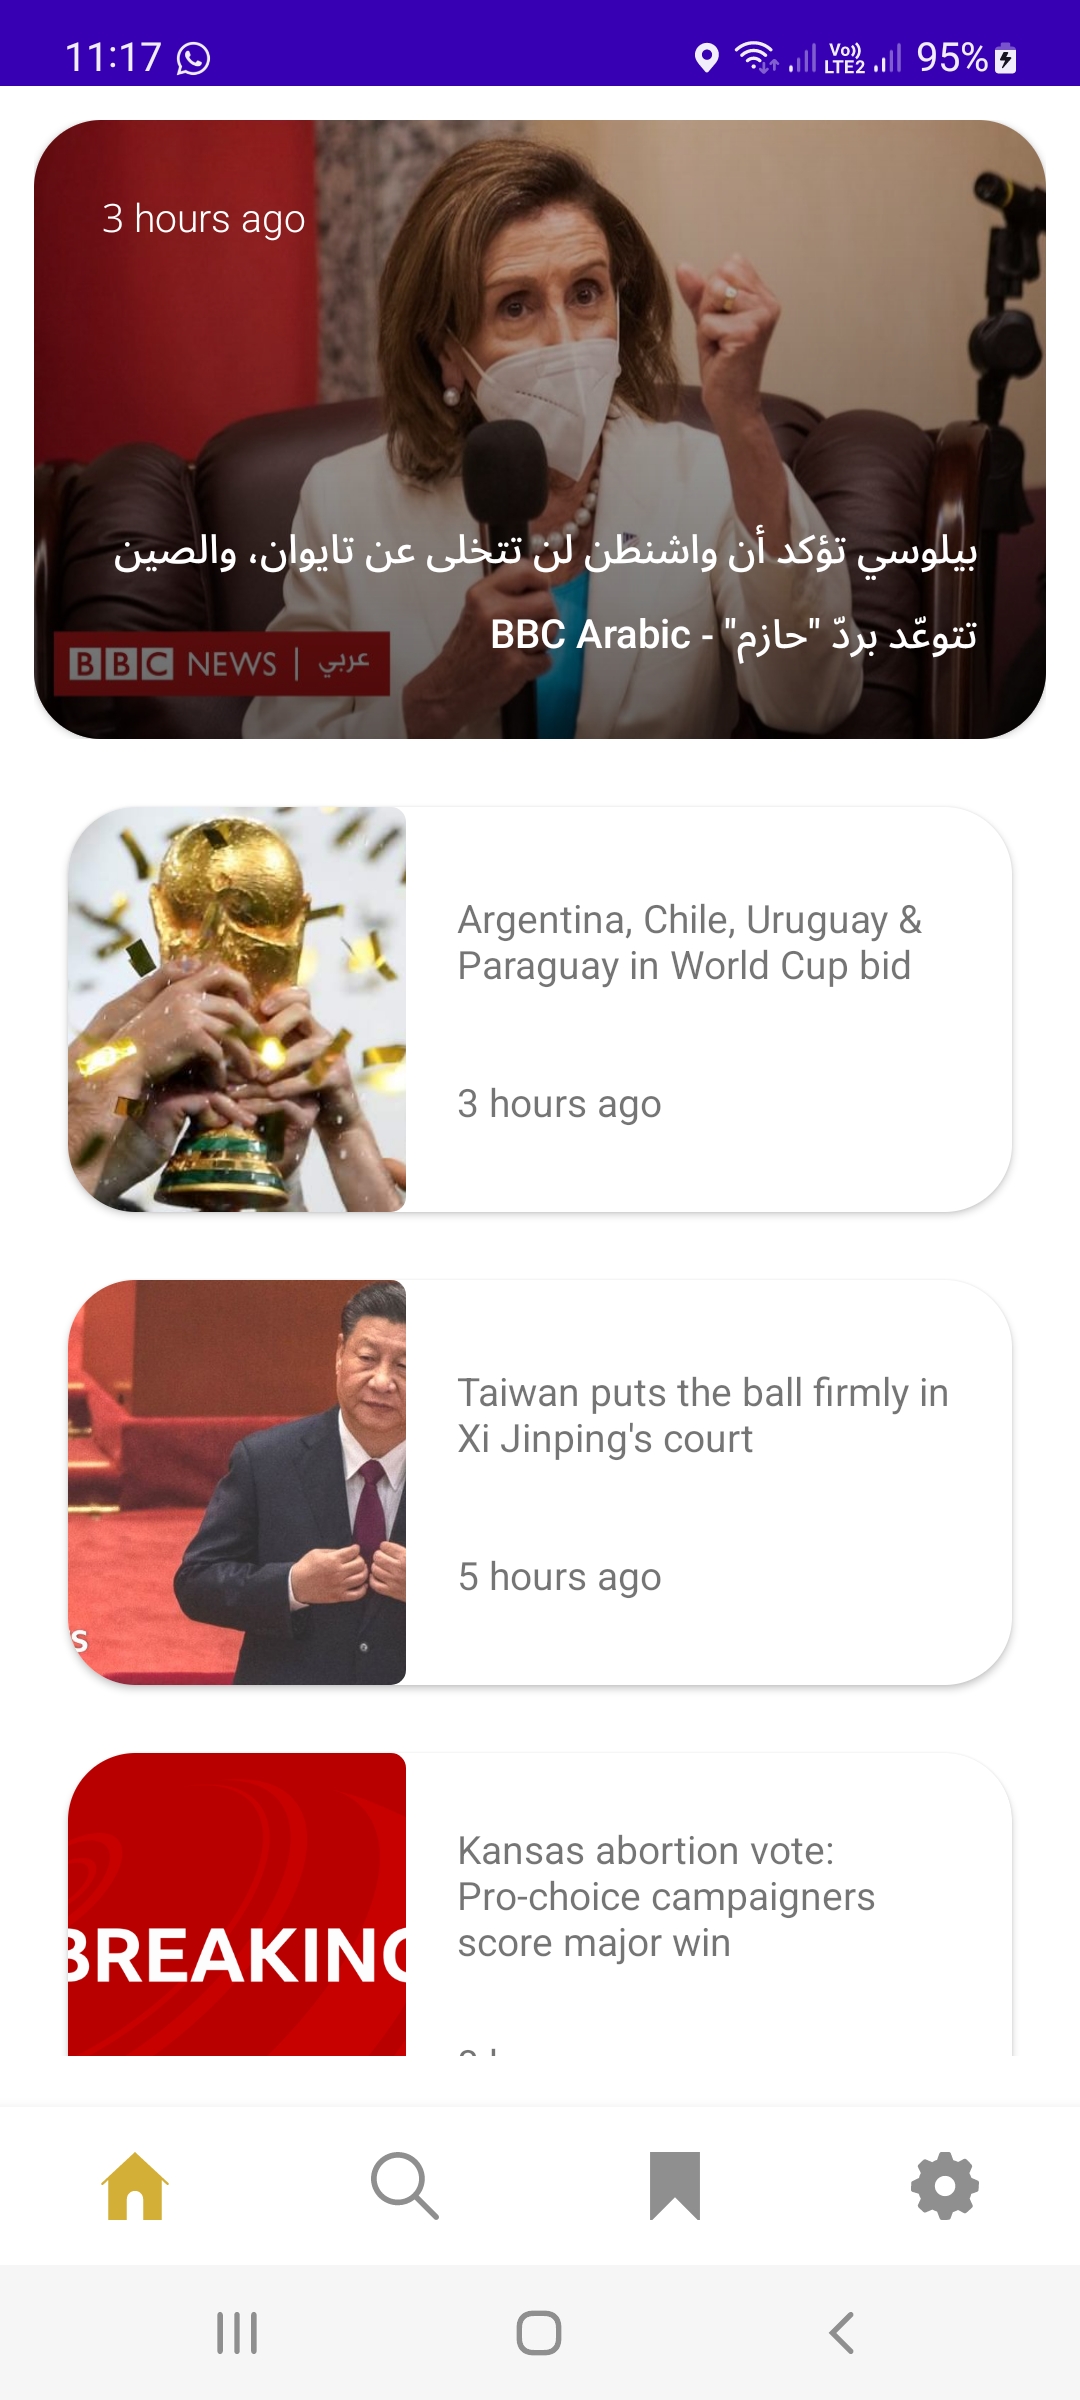 11:17
Vo))
LTE2
95%
3 hours ago
بيلوسي تؤكد أن واشنطن لن تتخلى عن تايوان، والصين
تتوعّد بردّ "حازم" - BBC Arabic
BBC NEWS | عربي
Argentina, Chile, Uruguay &
Paraguay in World Cup bid
3 hours ago
Taiwan puts the ball firmly in
Xi Jinping's court
5 hours ago
s
BREAKING
Kansas abortion vote:
Pro-choice campaigners
score major win